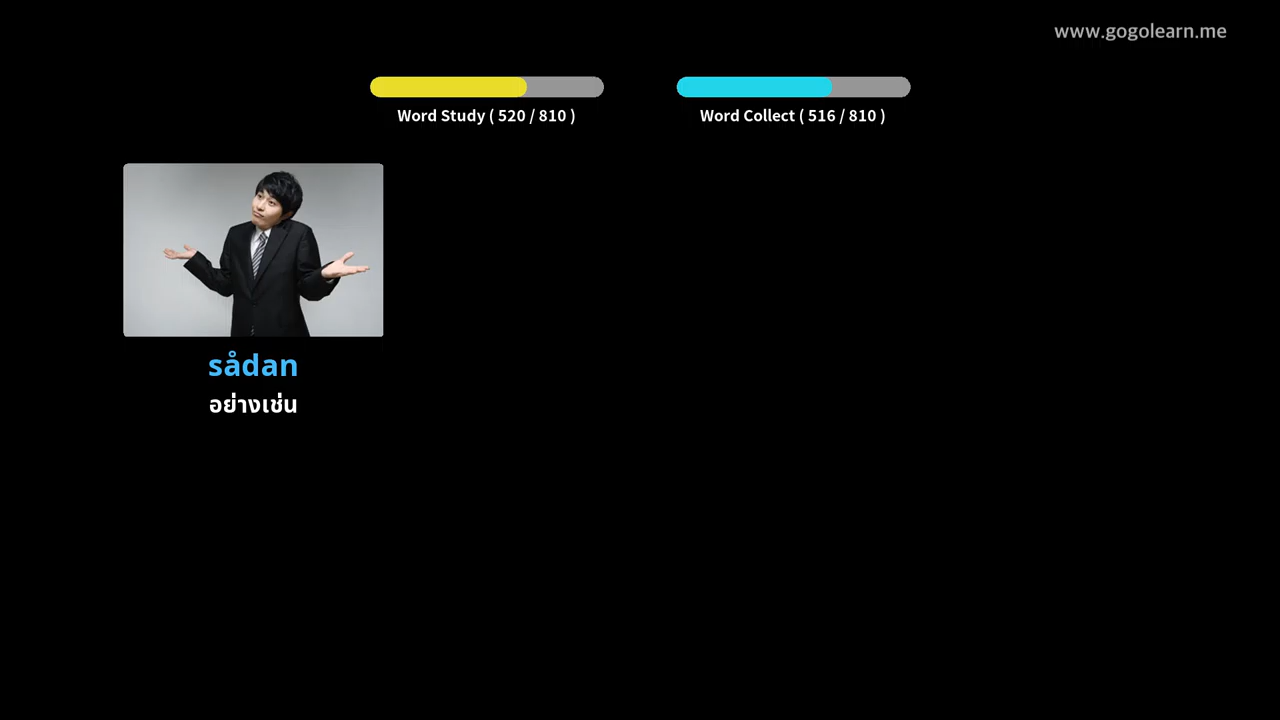 www.gogolearn.me
Word Study ( 520 / 810 )
Word Collect ( 516 / 810 )
sådan
อย่างเช่น